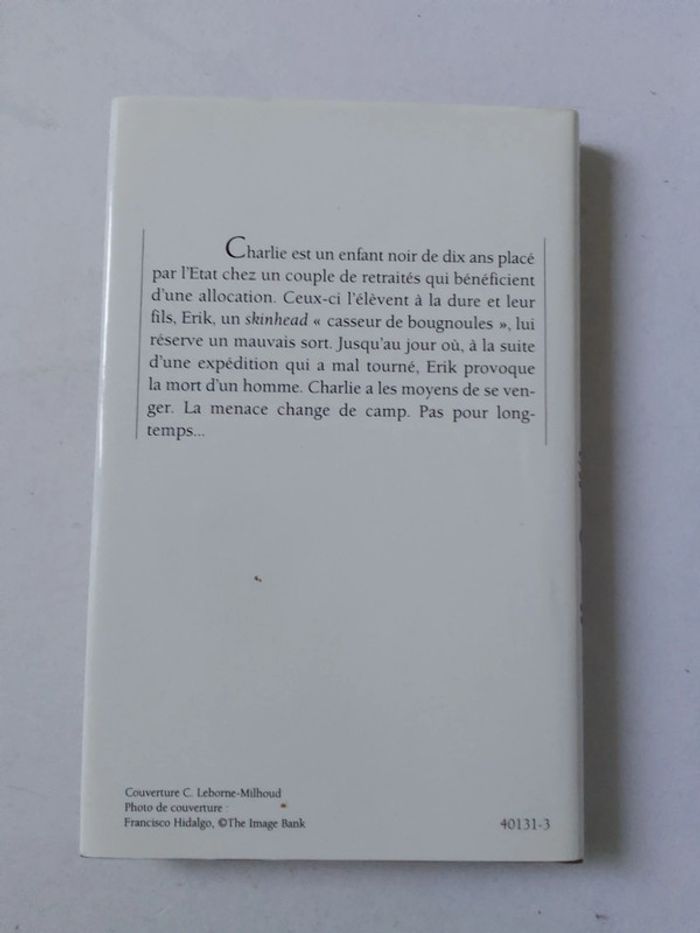 Charlie est un enfant noir de dix ans placé
par l'Etat chez un couple de retraités qui bénéficient
d'une allocation. Ceux-ci l'élèvent à la dure et leur
fils, Erik, un skinhead « casseur de bougnoules », lui
réserve un mauvais sort. Jusqu'au jour où, à la suite
d'une expédition qui a mal tourné, Erik provoque
la mort d'un homme. Charlie a les moyens de se ven-
ger. La menace change de camp. Pas pour long-
temps...
Couverture C. Leborne-Milhoud
Photo de couverture :
Francisco Hidalgo, ©The Image Bank
40131-3